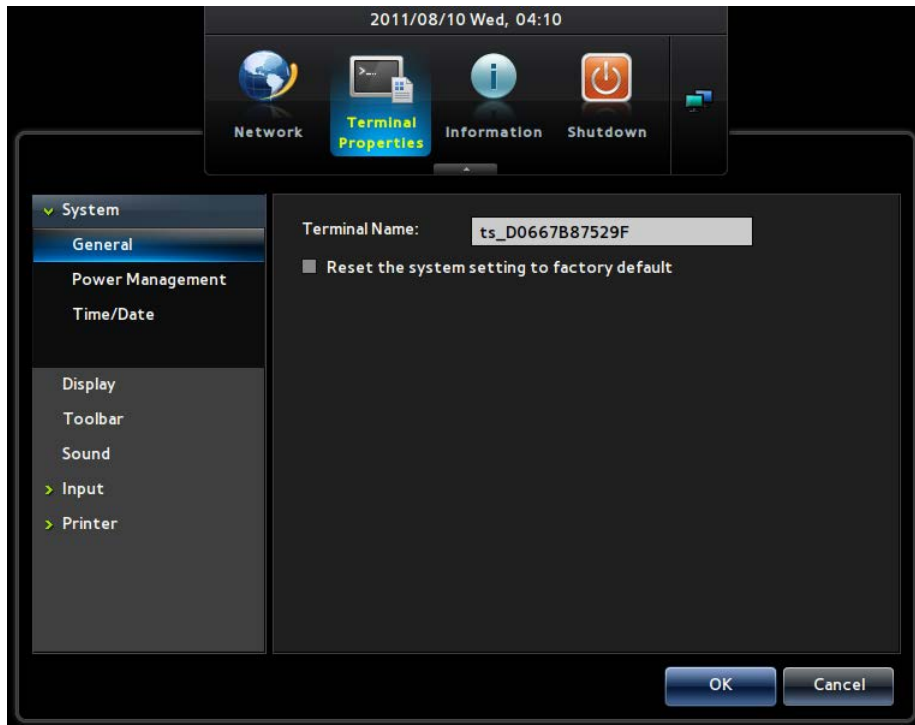 2011/08/10 Wed, 04:10
Network
Terminal
Properties
Information
Shutdown
System
General
Power Management
Time/Date
Display
Toolbar
Sound
Input
Printer
Terminal Name:
ts_D0667B87529F
Reset the system setting to factory default
OK
Cancel